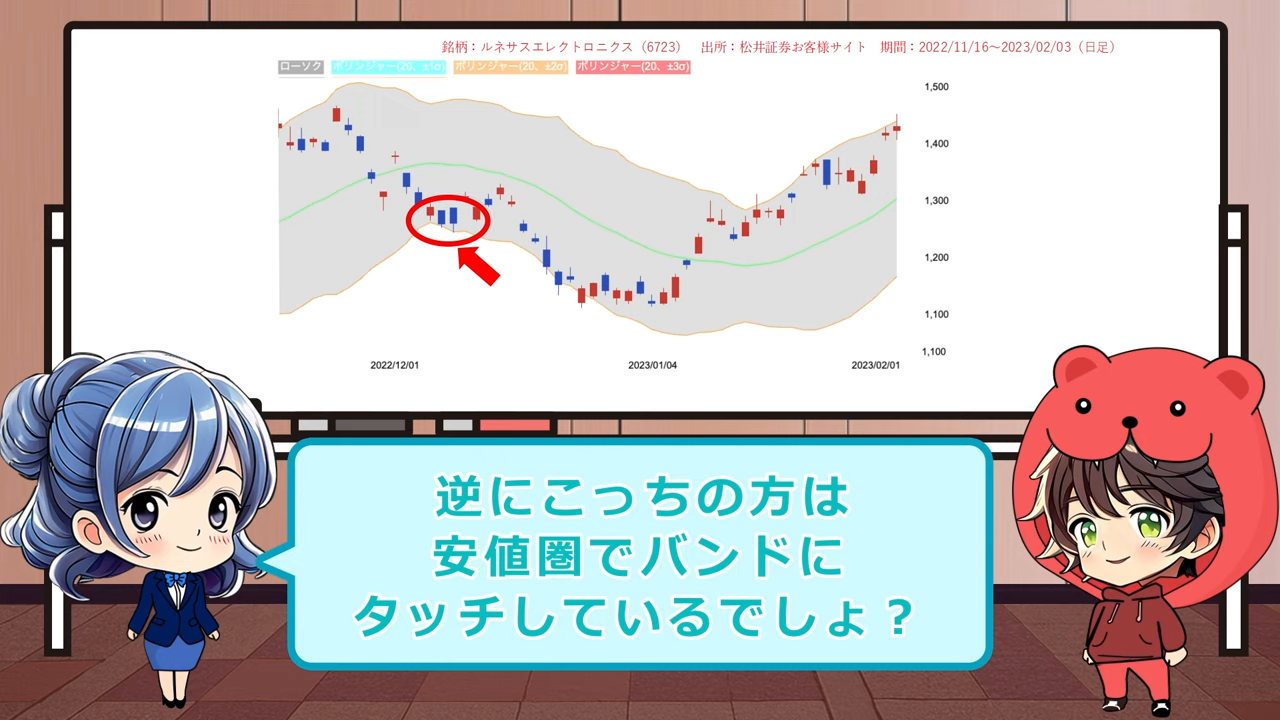 銘柄：ルネサスエレクトロニクス（6723）　出所：松井証券お客様サイト　期間：2022/11/16～2023/02/03（日足）
ローソク ボリンジャー(20、±1σ) ボリンジャー(20、±2σ) ボリンジャー(20、±3σ)
1,500
1,400
1,300
1,200
1,100
1,100
2022/12/01 2023/01/04 2023/02/01
逆にこっちの方は
安値圏でバンドに
タッチしているでしょ？